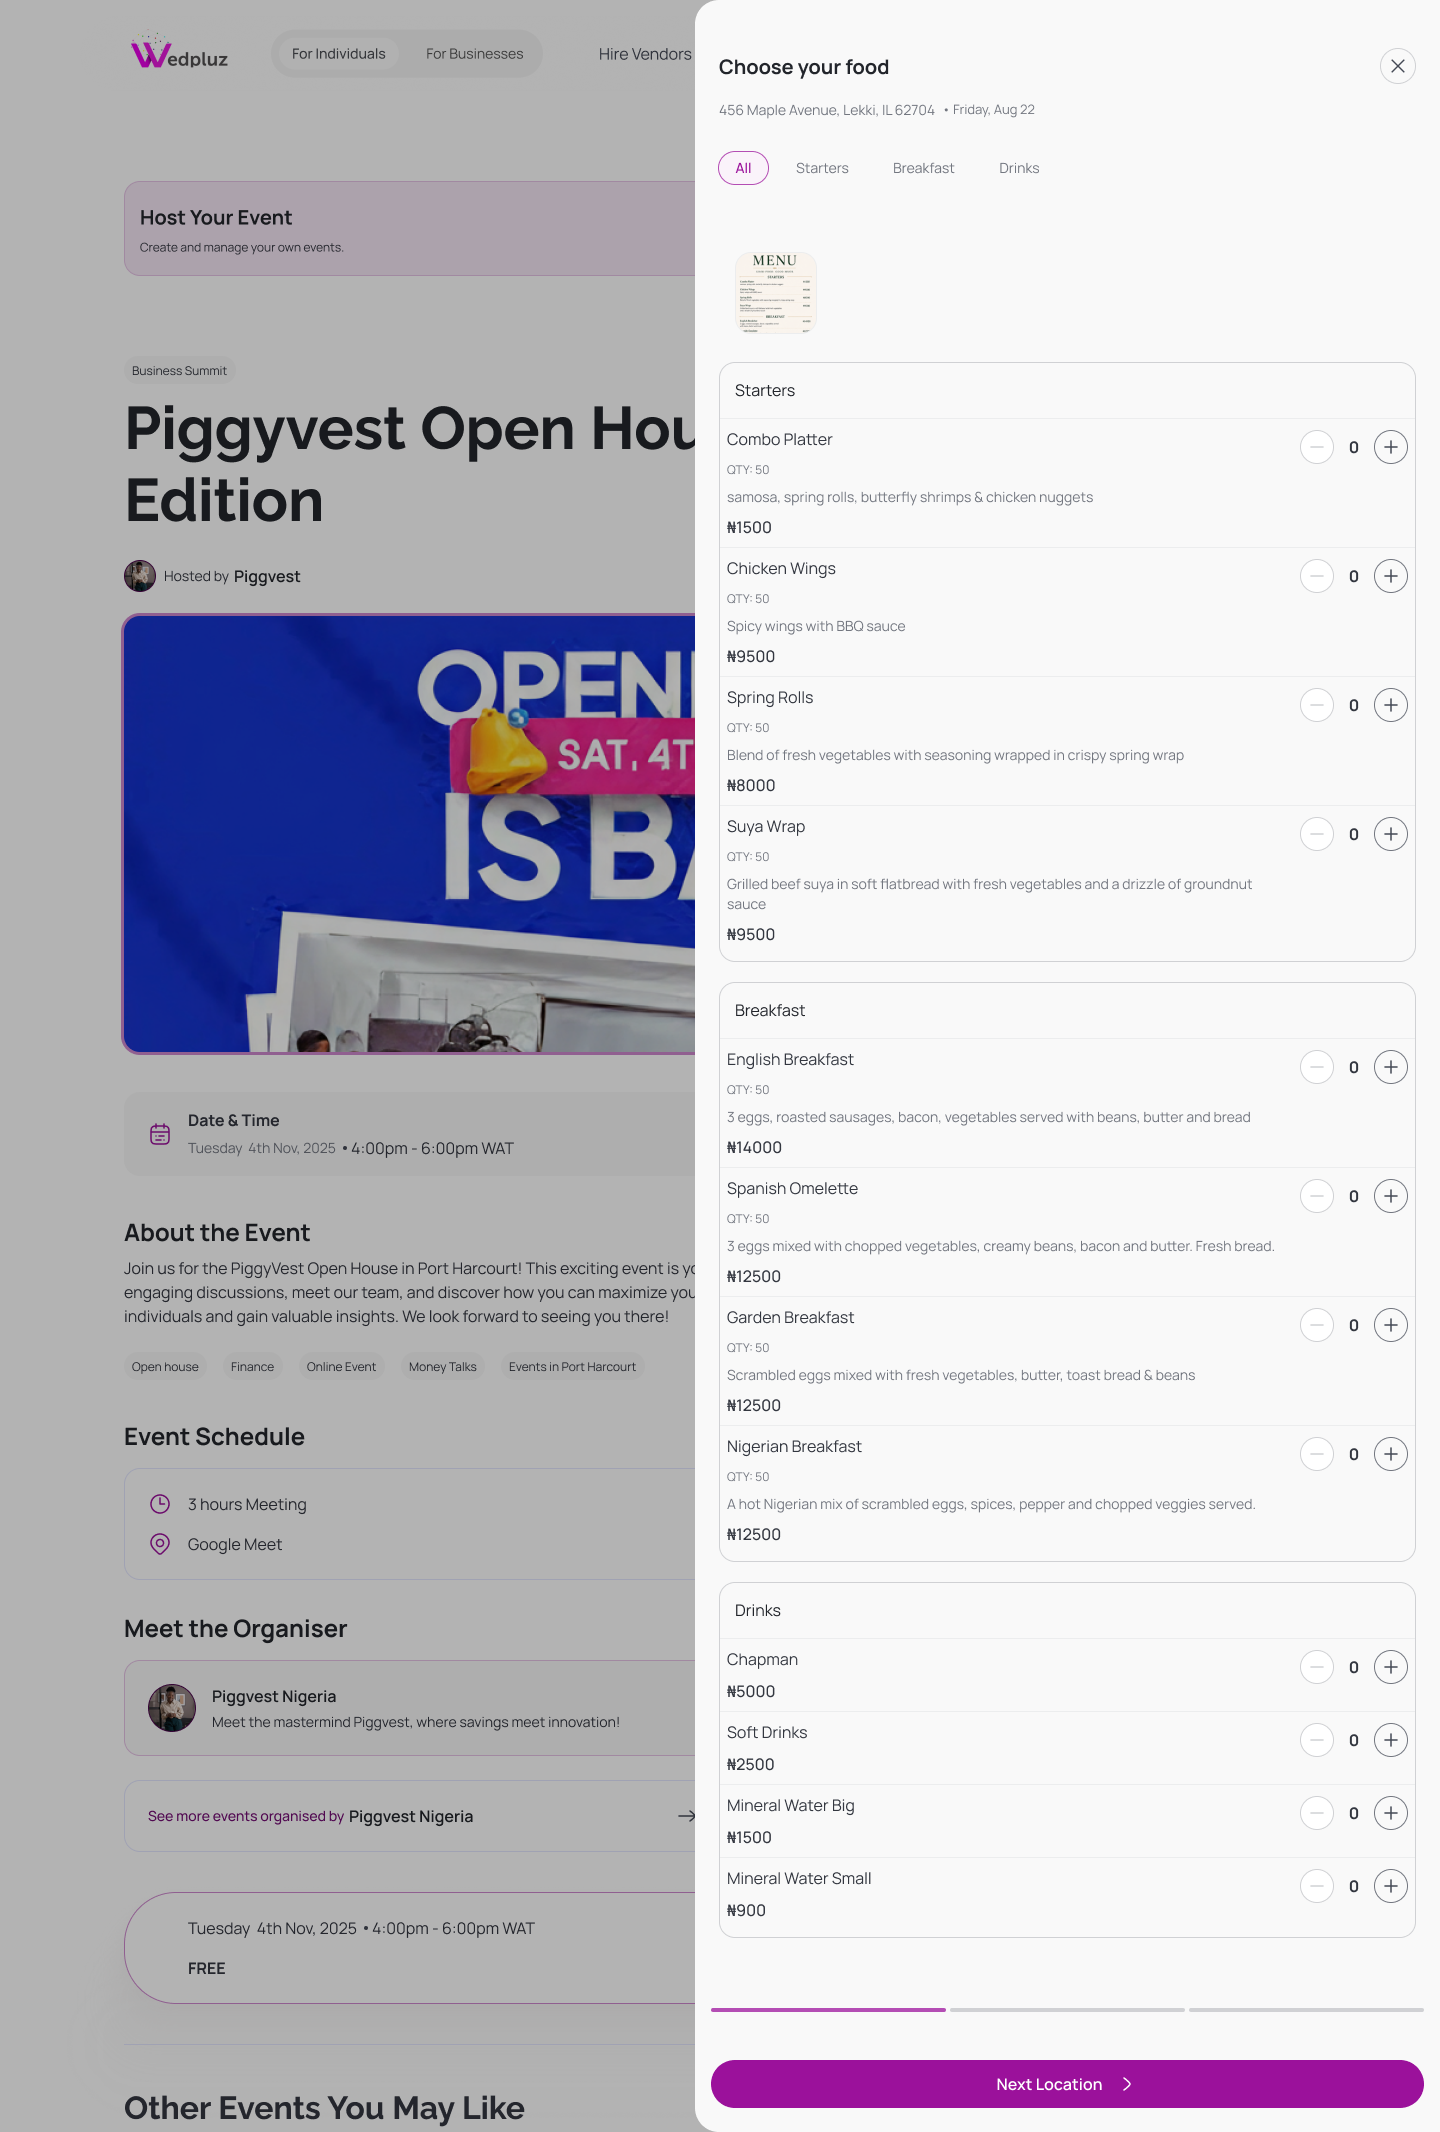 Wedpluz
For Individuals
For Businesses
Hire Vendors
Host Your Event
Create and manage your own events.
Business Summit
Piggyvest Open Hou
Edition
Hosted by Piggvest
OPEN
SAT, 4T
IS BA
Date & Time
Tuesday 4th Nov, 2025 • 4:00pm - 6:00pm WAT
About the Event
Join us for the PiggyVest Open House in Port Harcourt! This exciting event is yo
engaging discussions, meet our team, and discover how you can maximize you
individuals and gain valuable insights. We look forward to seeing you there!
Open house
Finance
Online Event
Money Talks
Events in Port Harcourt
Event Schedule
3 hours Meeting
Google Meet
Meet the Organiser
Piggvest Nigeria
Meet the mastermind Piggvest, where savings meet innovation!
See more events organised by Piggvest Nigeria
Tuesday 4th Nov, 2025 • 4:00pm - 6:00pm WAT
FREE
Other Events You May Like
Choose your food
456 Maple Avenue, Lekki, IL 62704 • Friday, Aug 22
All
Starters
Breakfast
Drinks
MENU
STARTERS
BREAKFAST
Starters
Combo Platter
0
QTY: 50
samosa, spring rolls, butterfly shrimps & chicken nuggets
₦1500
Chicken Wings
0
QTY: 50
Spicy wings with BBQ sauce
₦9500
Spring Rolls
0
QTY: 50
Blend of fresh vegetables with seasoning wrapped in crispy spring wrap
₦8000
Suya Wrap
0
QTY: 50
Grilled beef suya in soft flatbread with fresh vegetables and a drizzle of groundnut
sauce
₦9500
Breakfast
English Breakfast
0
QTY: 50
3 eggs, roasted sausages, bacon, vegetables served with beans, butter and bread
₦14000
Spanish Omelette
0
QTY: 50
3 eggs mixed with chopped vegetables, creamy beans, bacon and butter. Fresh bread.
₦12500
Garden Breakfast
0
QTY: 50
Scrambled eggs mixed with fresh vegetables, butter, toast bread & beans
₦12500
Nigerian Breakfast
0
QTY: 50
A hot Nigerian mix of scrambled eggs, spices, pepper and chopped veggies served.
₦12500
Drinks
Chapman
0
₦5000
Soft Drinks
0
₦2500
Mineral Water Big
0
₦1500
Mineral Water Small
0
₦900
Next Location